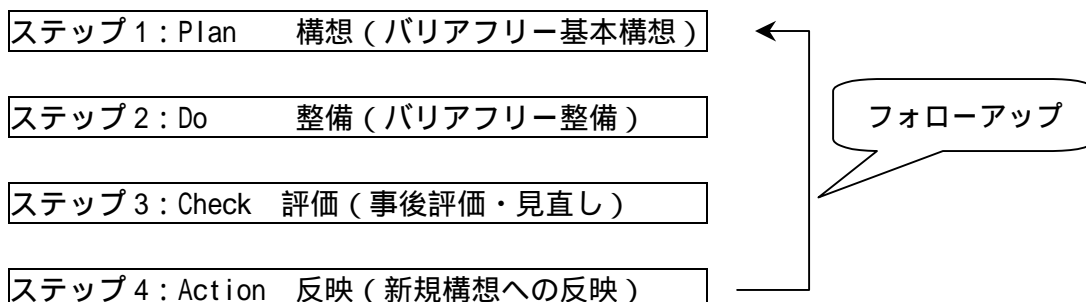 ステップ1:Plan　構想(バリアフリー基本構想)
ステップ2:Do　整備(バリアフリー整備)
フォローアップ
ステップ3:Check　評価(事後評価・見直し)
ステップ4:Action　反映(新規構想への反映)